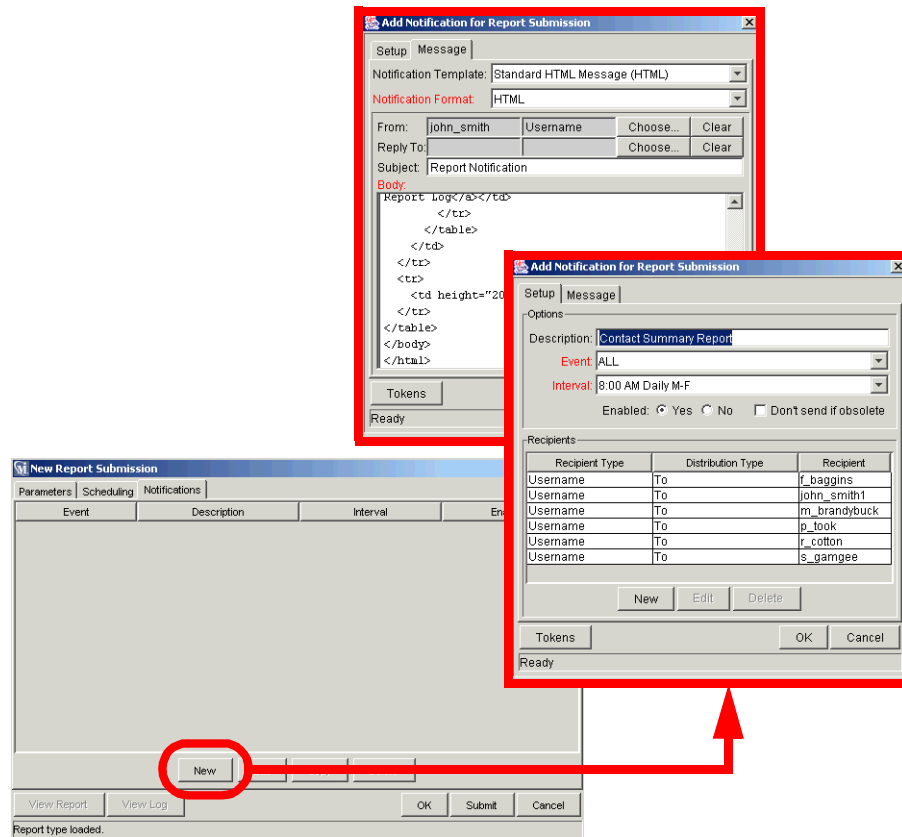 Add Notification for Report Submission
Setup Message
Notification Template: Standard HTML Message (HTML)
Notification Format: HTML
From: john_smith Username Choose... Clear
Reply To: Choose... Clear
Subject: Report Notification
Body:
Report Log</a></td>
</tr>
</table>
</td>
</tr>
<tr>
<td height="20
</tr>
</table>
</body>
</html>
Tokens
Ready
Add Notification for Report Submission
Setup Message
Options
Description: Contact Summary Report
Event: ALL
Interval: 8:00 AM Daily M-F
Enabled: Yes No Don't send if obsolete
Recipients
Recipient Type Distribution Type Recipient
Username To f_baggins
Username To john_smith1
Username To m_brandybuck
Username To p_took
Username To r_cotton
Username To s_gamgee
New Edit Delete
Tokens OK Cancel
Ready
New Report Submission
Parameters Scheduling Notifications
Event Description Interval
New
View Report View Log OK Submit Cancel
Report type loaded.